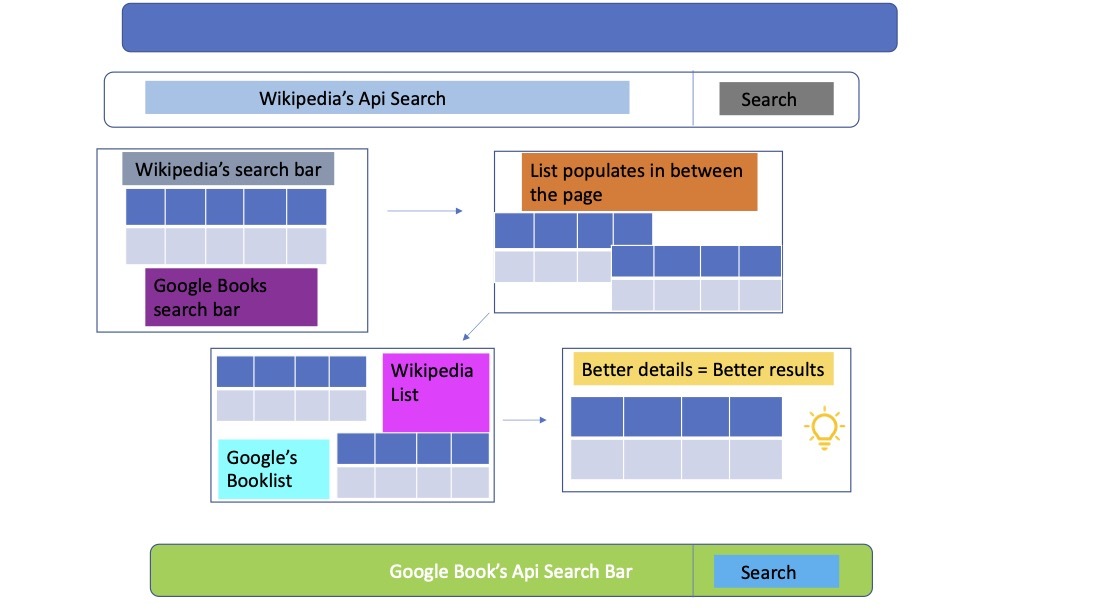 Wikipedia's Api Search
Search
Wikipedia's search bar
Google Books
search bar
List populates in between
the page
Wikipedia
List
Google's
Booklist
Better details = Better results
Google Book's Api Search Bar
Search